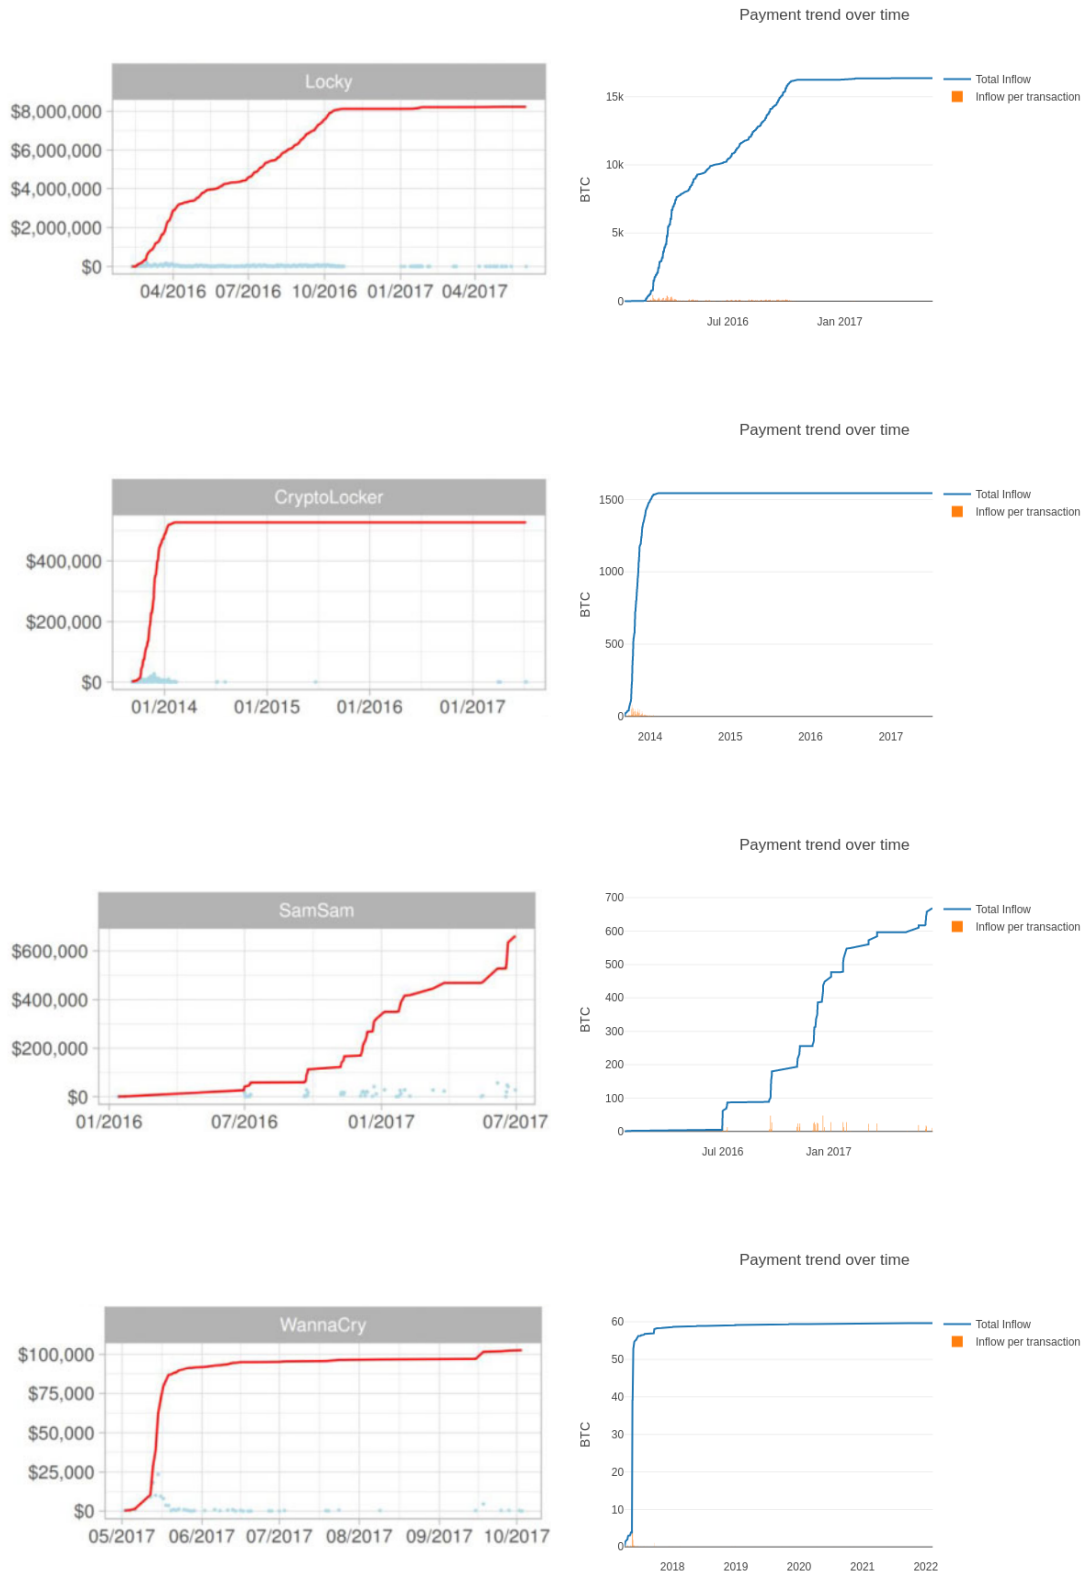 Payment trend over time
Locky
$8,000,000
$6,000,000
$4,000,000
$2,000,000
$0
04/2016 07/2016 10/2016 01/2017 04/2017
BTC
15k
10k
5k
0
Jul 2016 Jan 2017
Total Inflow
Inflow per transaction
Payment trend over time
CryptoLocker
$400,000
$200,000
$0
01/2014 01/2015 01/2016 01/2017
BTC
1500
1000
500
0
2014 2015 2016 2017
Total Inflow
Inflow per transaction
Payment trend over time
SamSam
$600,000
$400,000
$200,000
$0
01/2016 07/2016 01/2017 07/2017
BTC
700
600
500
400
300
200
100
0
Jul 2016 Jan 2017
Total Inflow
Inflow per transaction
Payment trend over time
WannaCry
$100,000
$75,000
$50,000
$25,000
$0
05/2017 06/2017 07/2017 08/2017 09/2017 10/2017
BTC
60
50
40
30
20
10
0
2018 2019 2020 2021 2022
Total Inflow
Inflow per transaction